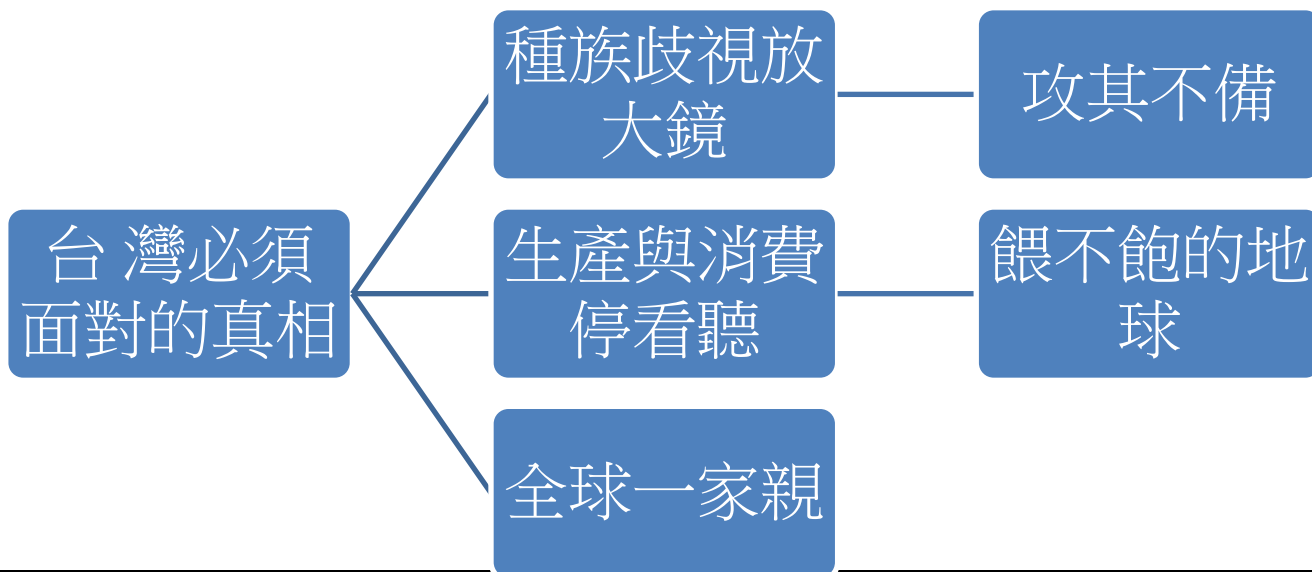 種族歧視放
大鏡
攻其不備
台 灣必須
面對的真相
生產與消費
停看聽
餵不飽的地
球
全球一家親